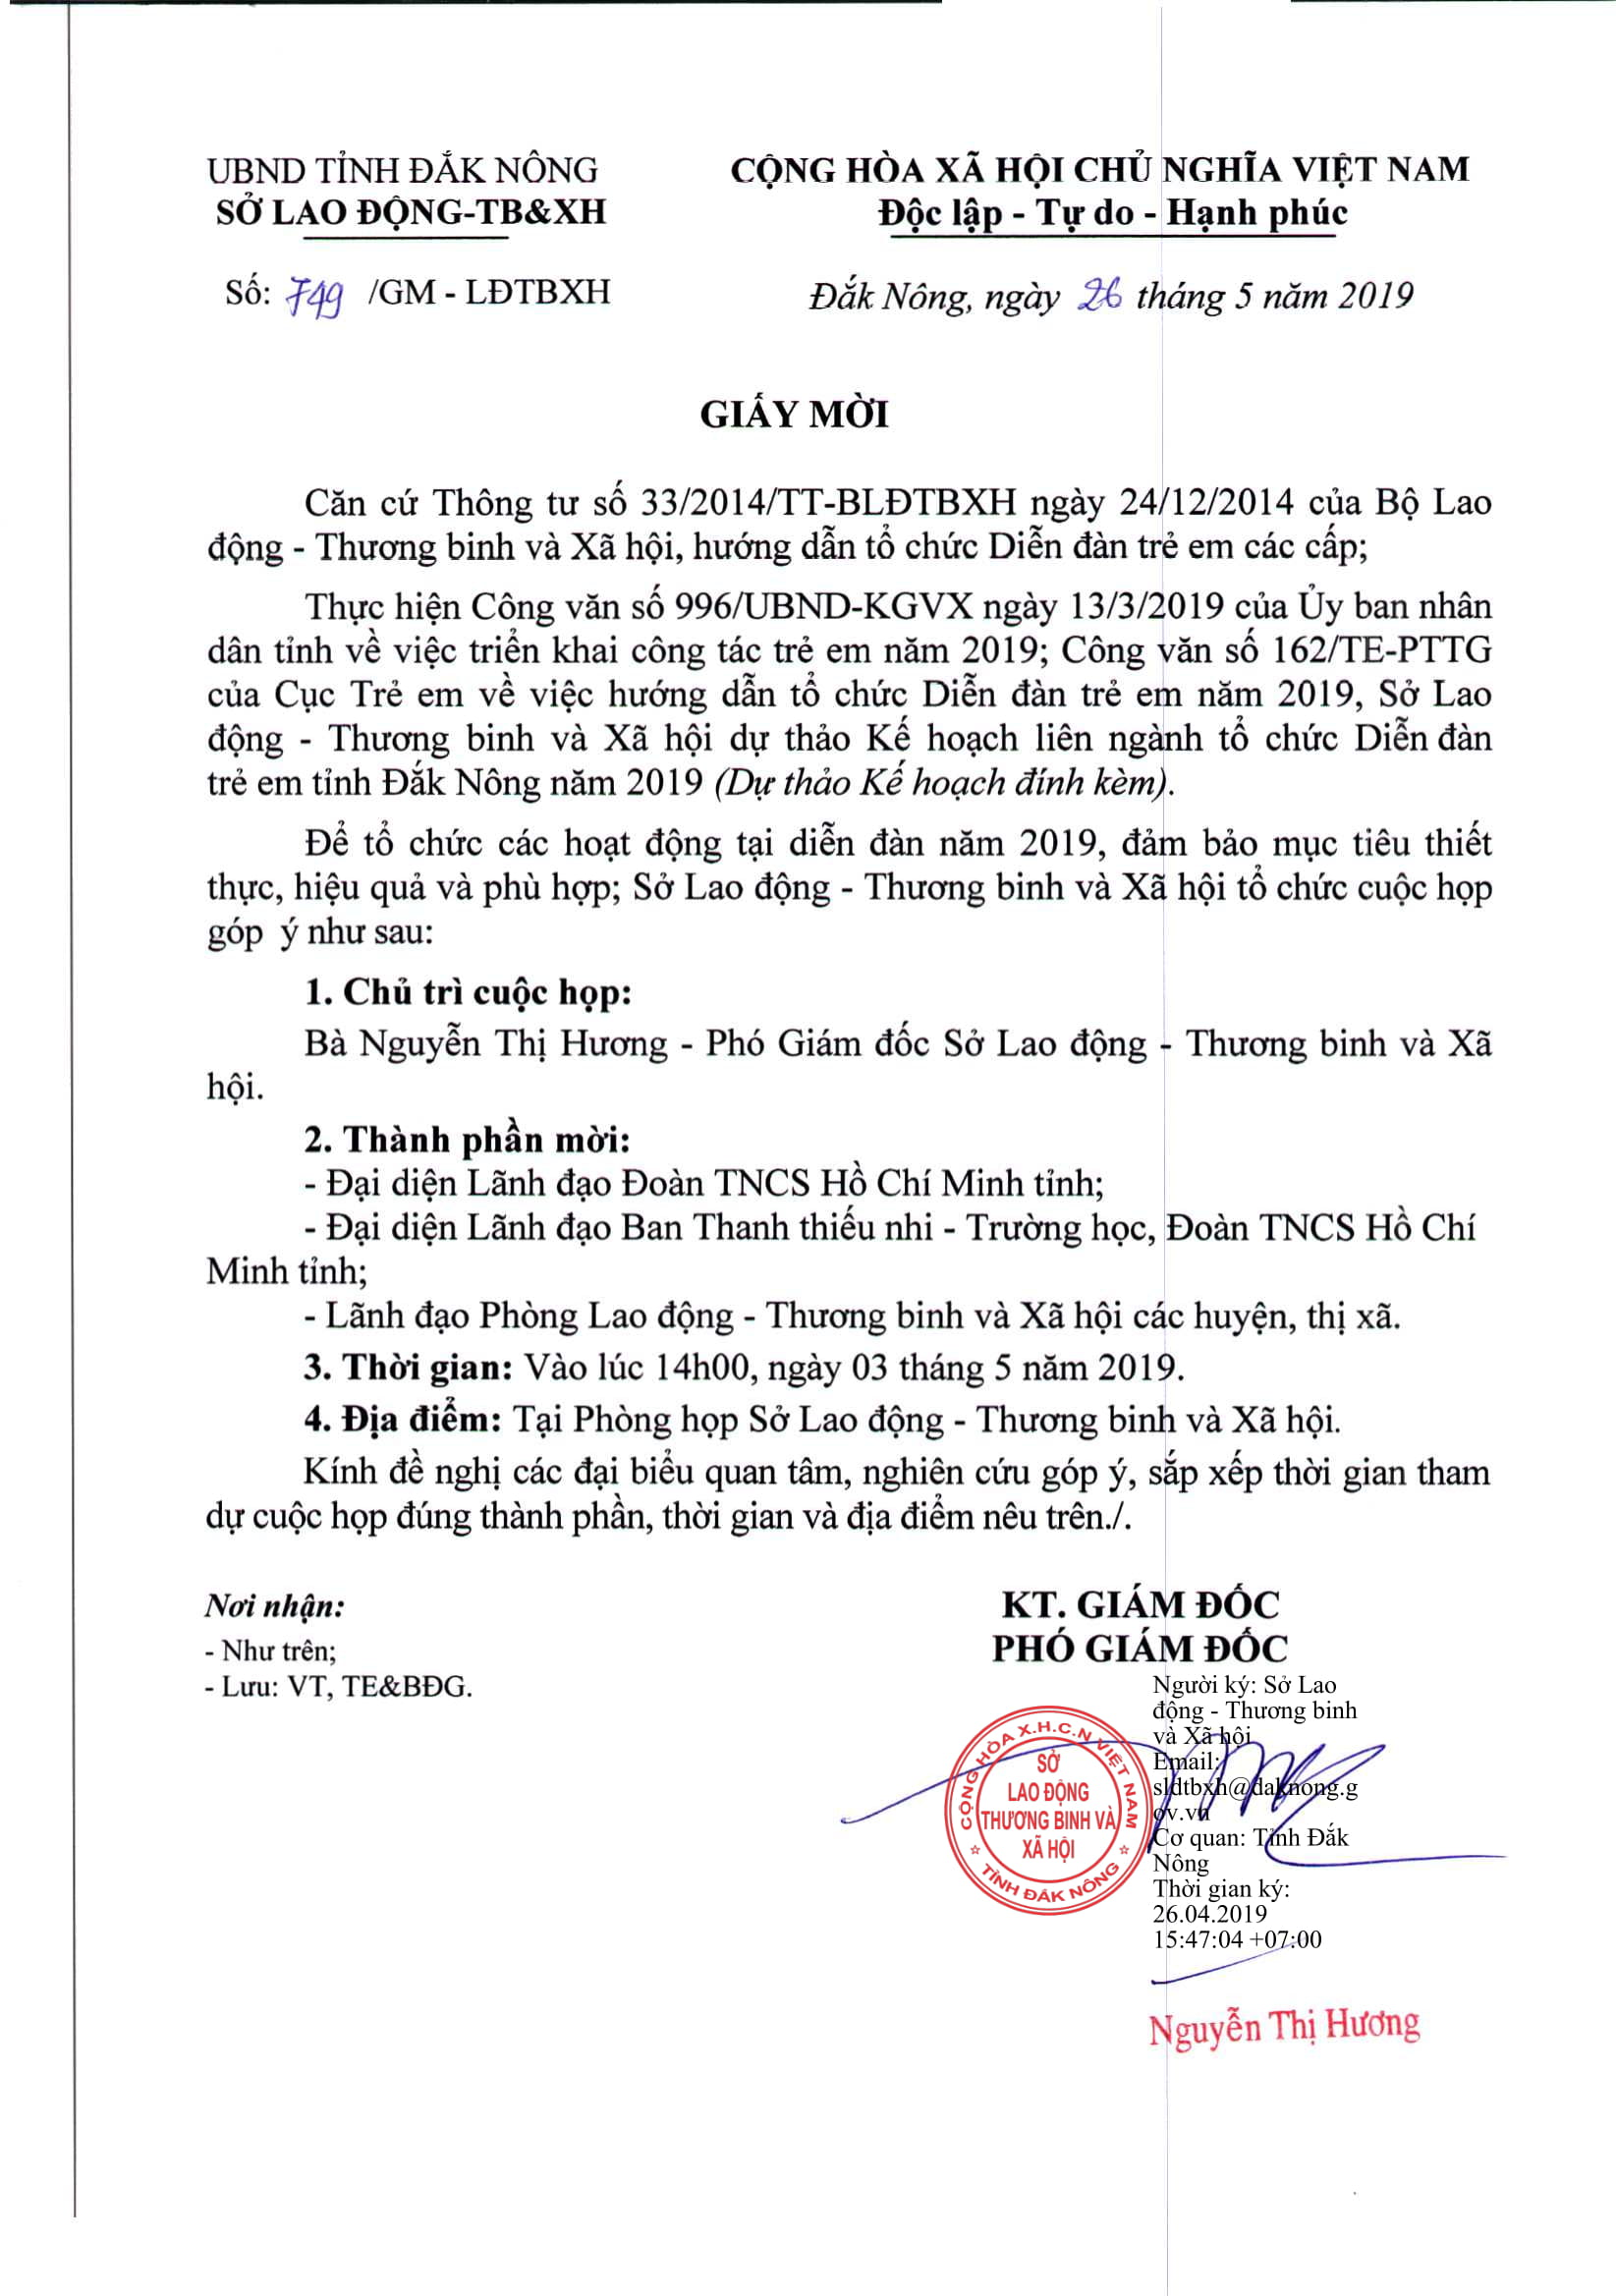 UBND TỈNH ĐẮK NÔNG
SỞ LAO ĐỘNG-TB&XH
CỘNG HÒA XÃ HỘI CHỦ NGHĨA VIỆT NAM
Độc lập - Tự do - Hạnh phúc
Số: 749 /GM - LĐTBXH
Đắk Nông, ngày 26 tháng 5 năm 2019
GIẤY MỜI
Căn cứ Thông tư số 33/2014/TT-BLĐTBXH ngày 24/12/2014 của Bộ Lao
động - Thương binh và Xã hội, hướng dẫn tổ chức Diễn đàn trẻ em các cấp;
Thực hiện Công văn số 996/UBND-KGVX ngày 13/3/2019 của Ủy ban nhân
dân tỉnh về việc triển khai công tác trẻ em năm 2019; Công văn số 162/TE-PTTG
của Cục Trẻ em về việc hướng dẫn tổ chức Diễn đàn trẻ em năm 2019, Sở Lao
động - Thương binh và Xã hội dự thảo Kế hoạch liên ngành tổ chức Diễn đàn
trẻ em tỉnh Đắk Nông năm 2019 (Dự thảo Kế hoạch đính kèm).
Để tổ chức các hoạt động tại diễn đàn năm 2019, đảm bảo mục tiêu thiết
thực, hiệu quả và phù hợp; Sở Lao động - Thương binh và Xã hội tổ chức cuộc họp
góp ý như sau:
1. Chủ trì cuộc họp:
Bà Nguyễn Thị Hương - Phó Giám đốc Sở Lao động - Thương binh và Xã
hội.
2. Thành phần mời:
- Đại diện Lãnh đạo Đoàn TNCS Hồ Chí Minh tỉnh;
- Đại diện Lãnh đạo Ban Thanh thiếu nhi - Trường học, Đoàn TNCS Hồ Chí
Minh tỉnh;
- Lãnh đạo Phòng Lao động - Thương binh và Xã hội các huyện, thị xã.
3. Thời gian: Vào lúc 14h00, ngày 03 tháng 5 năm 2019.
4. Địa điểm: Tại Phòng họp Sở Lao động - Thương binh và Xã hội.
Kính đề nghị các đại biểu quan tâm, nghiên cứu góp ý, sắp xếp thời gian tham
dự cuộc họp đúng thành phần, thời gian và địa điểm nêu trên./.
Nơi nhận:
- Như trên;
- Lưu: VT, TE&BĐG.
KT. GIÁM ĐỐC
PHÓ GIÁM ĐỐC
CỘNG HÒA X.H.C.N VIỆT NAM
SỞ
LAO ĐỘNG
THƯƠNG BINH VÀ
XÃ HỘI
TỈNH ĐẮK NÔNG
Người ký: Sở Lao
động - Thương binh
và Xã hội
Email:
sldtbxh@daknong.g
ov.vn
Cơ quan: Tỉnh Đắk
Nông
Thời gian ký:
26.04.2019
15:47:04 +07:00
Nguyễn Thị Hương